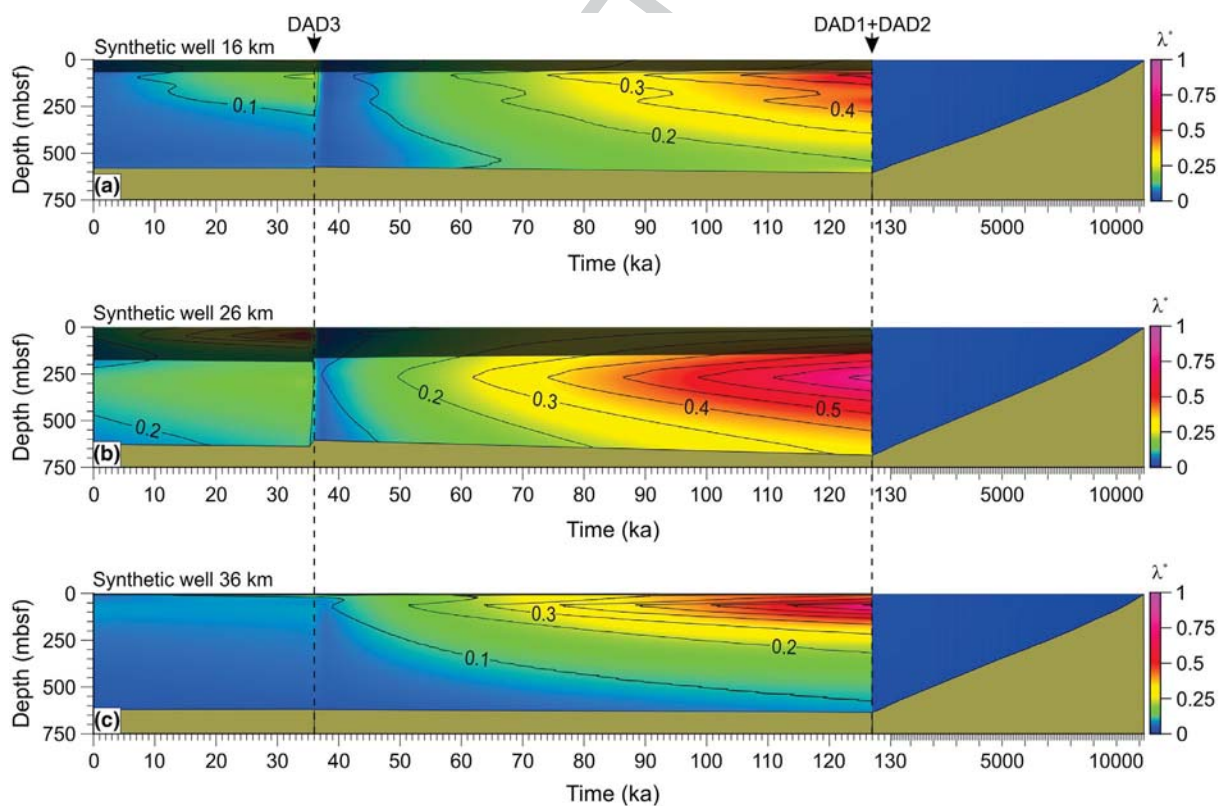 DAD3 DAD1+DAD2
Synthetic well 16 km
λ*
0 250 500 750
Depth (mbsf)
0.1 0.3 0.4 0.2
(a)
1 0.75 0.5 0.25 0
0 10 20 30 40 50 60 70 80 90 100 110 120 130 5000 10000
Time (ka)
Synthetic well 26 km
λ*
0 250 500 750
Depth (mbsf)
0.2 0.2 0.3 0.4 0.5
(b)
1 0.75 0.5 0.25 0
0 10 20 30 40 50 60 70 80 90 100 110 120 130 5000 10000
Time (ka)
Synthetic well 36 km
λ*
0 250 500 750
Depth (mbsf)
0.3 0.2 0.1
(c)
1 0.75 0.5 0.25 0
0 10 20 30 40 50 60 70 80 90 100 110 120 130 5000 10000
Time (ka)